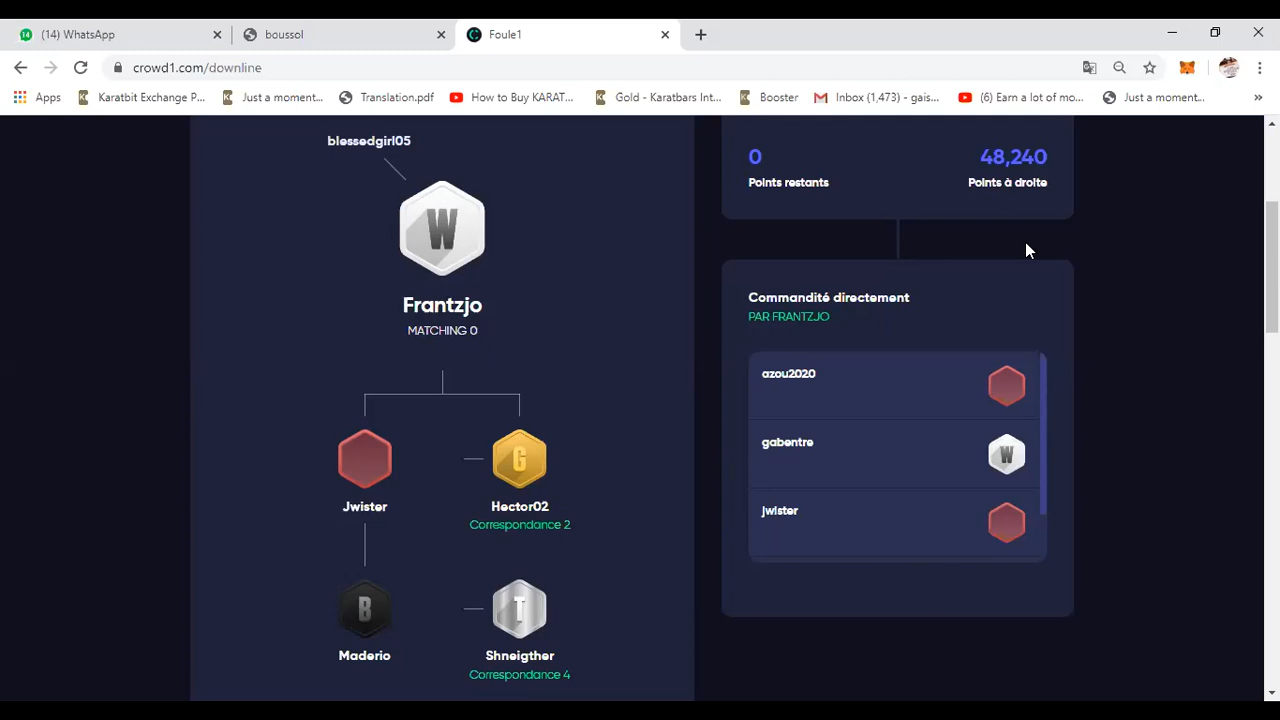 14 (14) WhatsApp
boussol
Foule1
crowd1.com/downline
Apps
Karatbit Exchange P...
Just a moment...
Translation.pdf
How to Buy KARAT...
Gold - Karatbars Int...
Booster
Inbox (1,473) - gais...
(6) Earn a lot of mo...
Just a moment...
»
blessedgirl05
W
Frantzjo
MATCHING 0
Jwister
G
Hector02
Correspondance 2
B
Maderio
T
Shneigther
Correspondance 4
0
Points restants
48,240
Points à droite
Commandité directement
PAR FRANTZJO
azou2020
gabentre
W
jwister